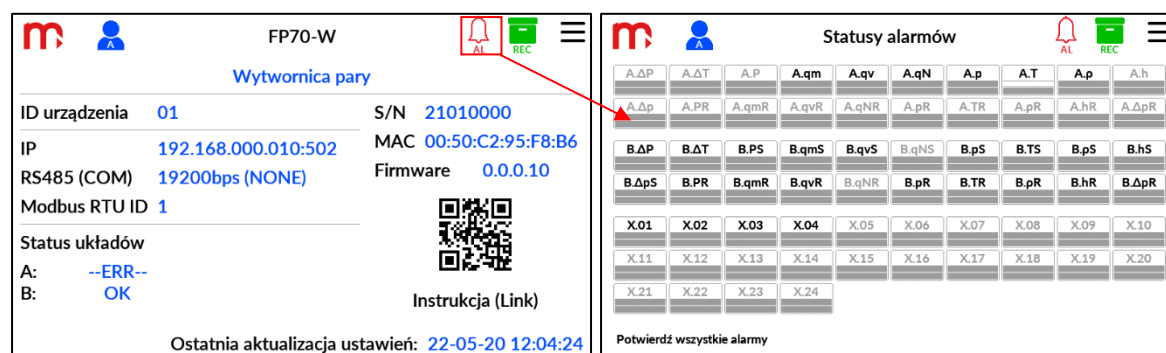 FP70-W
AL
REC
Wytwornica pary
ID urządzenia 01
S/N 21010000
IP 192.168.000.010:502
MAC 00:50:C2:95:F8:B6
RS485 (COM) 19200bps (NONE)
Firmware 0.0.0.10
Modbus RTU ID 1
Status układów
A: --ERR--
B: OK
Instrukcja (Link)
Ostatnia aktualizacja ustawień: 22-05-20 12:04:24
Statusy alarmów
AL
REC
A.ΔP A.ΔT A.P A.qm A.qv A.qN A.p A.T A.ρ A.h
A.Δp A.PR A.qmR A.qvR A.qNR A.pR A.TR A.ρR A.hR A.ΔpR
B.ΔP B.ΔT B.PS B.qmS B.qvS B.qNS B.pS B.TS B.ρS B.hS
B.ΔpS B.PR B.qmR B.qvR B.qNR B.pR B.TR B.ρR B.hR B.ΔpR
X.01 X.02 X.03 X.04 X.05 X.06 X.07 X.08 X.09 X.10
X.11 X.12 X.13 X.14 X.15 X.16 X.17 X.18 X.19 X.20
X.21 X.22 X.23 X.24
Potwierdź wszystkie alarmy